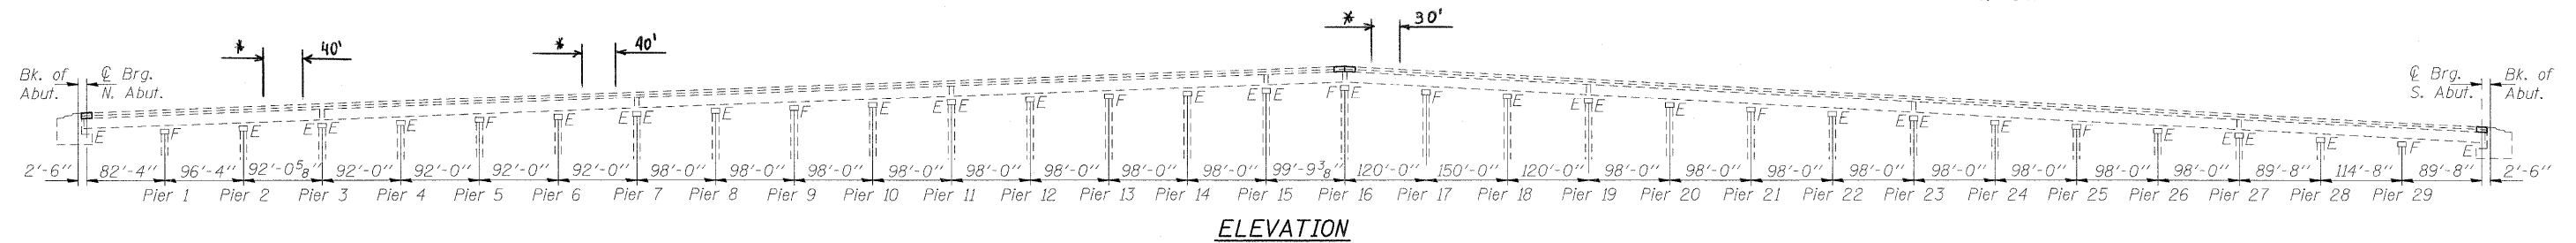 * 30'
* 40' * 40'
Bk. of ℄ Brg. ℄ Brg. Bk. of
Abut. N. Abut. S. Abut. Abut.
E F E E E E F E E E E F E E E E F E E E F E E E F E E E E F E E E E F E
2'-6" 82'-4" 96'-4" 92'-0⅝" 92'-0" 92'-0" 92'-0" 92'-0" 98'-0" 98'-0" 98'-0" 98'-0" 98'-0" 98'-0" 98'-0" 98'-0" 99'-9⅜" 120'-0" 150'-0" 120'-0" 98'-0" 98'-0" 98'-0" 98'-0" 98'-0" 98'-0" 98'-0" 98'-0" 89'-8" 114'-8" 89'-8" 2'-6"
Pier 1 Pier 2 Pier 3 Pier 4 Pier 5 Pier 6 Pier 7 Pier 8 Pier 9 Pier 10 Pier 11 Pier 12 Pier 13 Pier 14 Pier 15 Pier 16 Pier 17 Pier 18 Pier 19 Pier 20 Pier 21 Pier 22 Pier 23 Pier 24 Pier 25 Pier 26 Pier 27 Pier 28 Pier 29
ELEVATION